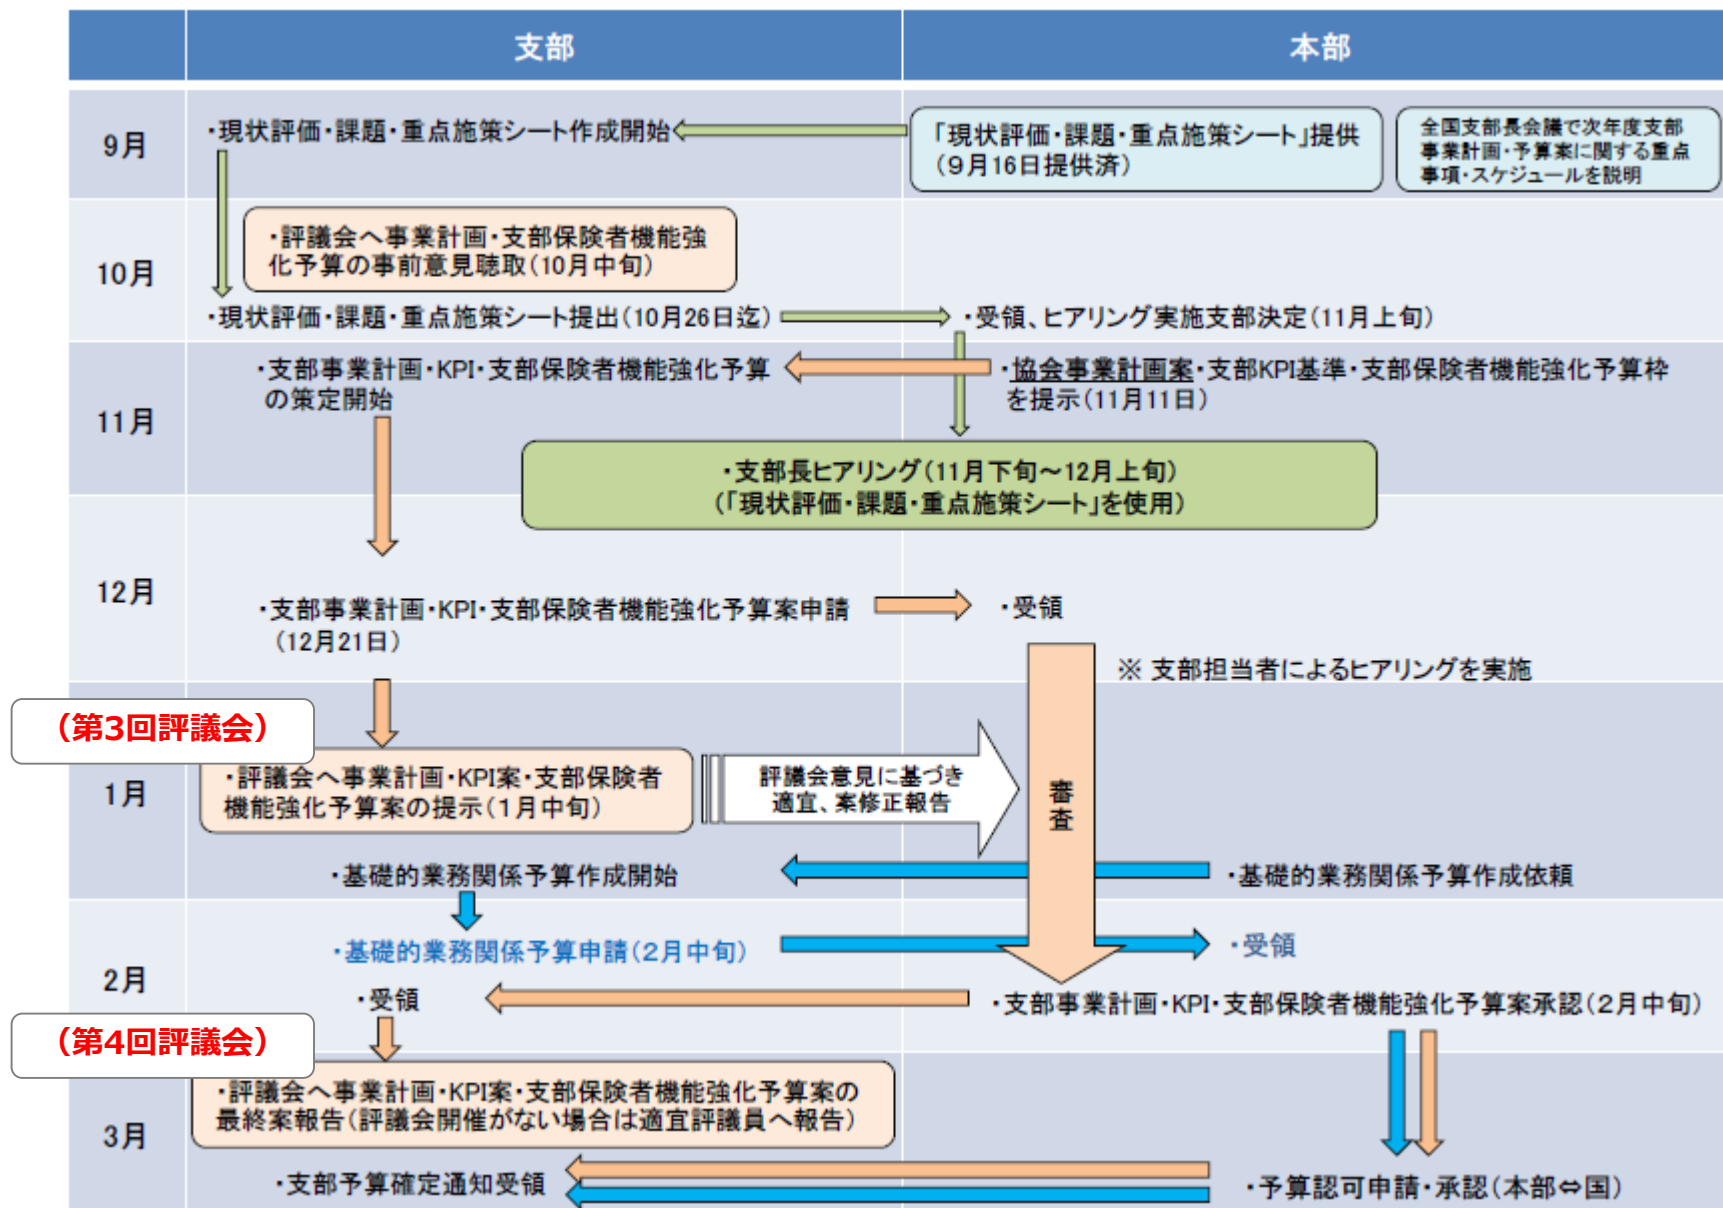 支部
本部
9月
・現状評価・課題・重点施策シート作成開始
「現状評価・課題・重点施策シート」提供
（9月16日提供済）
全国支部長会議で次年度支部
事業計画・予算案に関する重点
事項・スケジュールを説明
10月
・評議会へ事業計画・支部保険者機能強
化予算の事前意見聴取（10月中旬）
・現状評価・課題・重点施策シート提出（10月26日迄）
・受領、ヒアリング実施支部決定（11月上旬）
11月
・支部事業計画・KPI・支部保険者機能強化予算
の策定開始
・協会事業計画案・支部KPI基準・支部保険者機能強化予算枠
を提示（11月11日）
・支部長ヒアリング（11月下旬～12月上旬）
（「現状評価・課題・重点施策シート」を使用）
12月
・支部事業計画・KPI・支部保険者機能強化予算案申請
（12月21日）
・受領
※ 支部担当者によるヒアリングを実施
（第3回評議会）
1月
・評議会へ事業計画・KPI案・支部保険者
機能強化予算案の提示（1月中旬）
評議会意見に基づき
適宜、案修正報告
審査
・基礎的業務関係予算作成開始
・基礎的業務関係予算作成依頼
2月
・基礎的業務関係予算申請（2月中旬）
・受領
・受領
・支部事業計画・KPI・支部保険者機能強化予算案承認（2月中旬）
（第4回評議会）
3月
・評議会へ事業計画・KPI案・支部保険者機能強化予算案の
最終案報告（評議会開催がない場合は適宜評議員へ報告）
・支部予算確定通知受領
・予算認可申請・承認（本部⇔国）